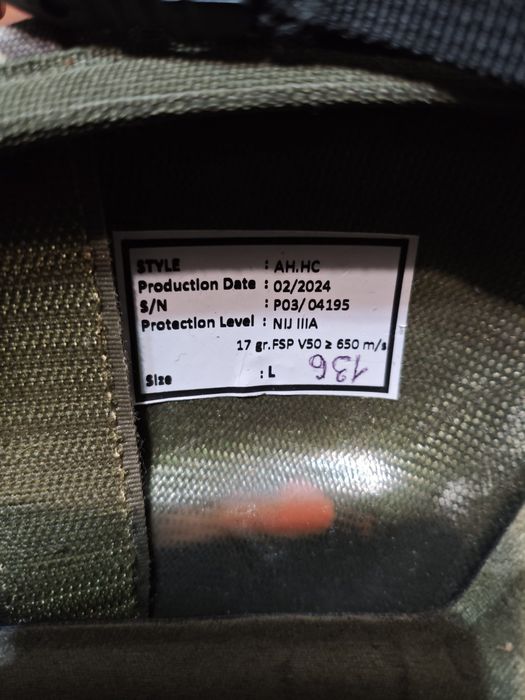 STYLE : AH.HC
Production Date : 02/2024
S/N : P03/04195
Protection Level : NIJ IIIA
17 gr.FSP V50 ≥ 650 m/s
Size : L
136